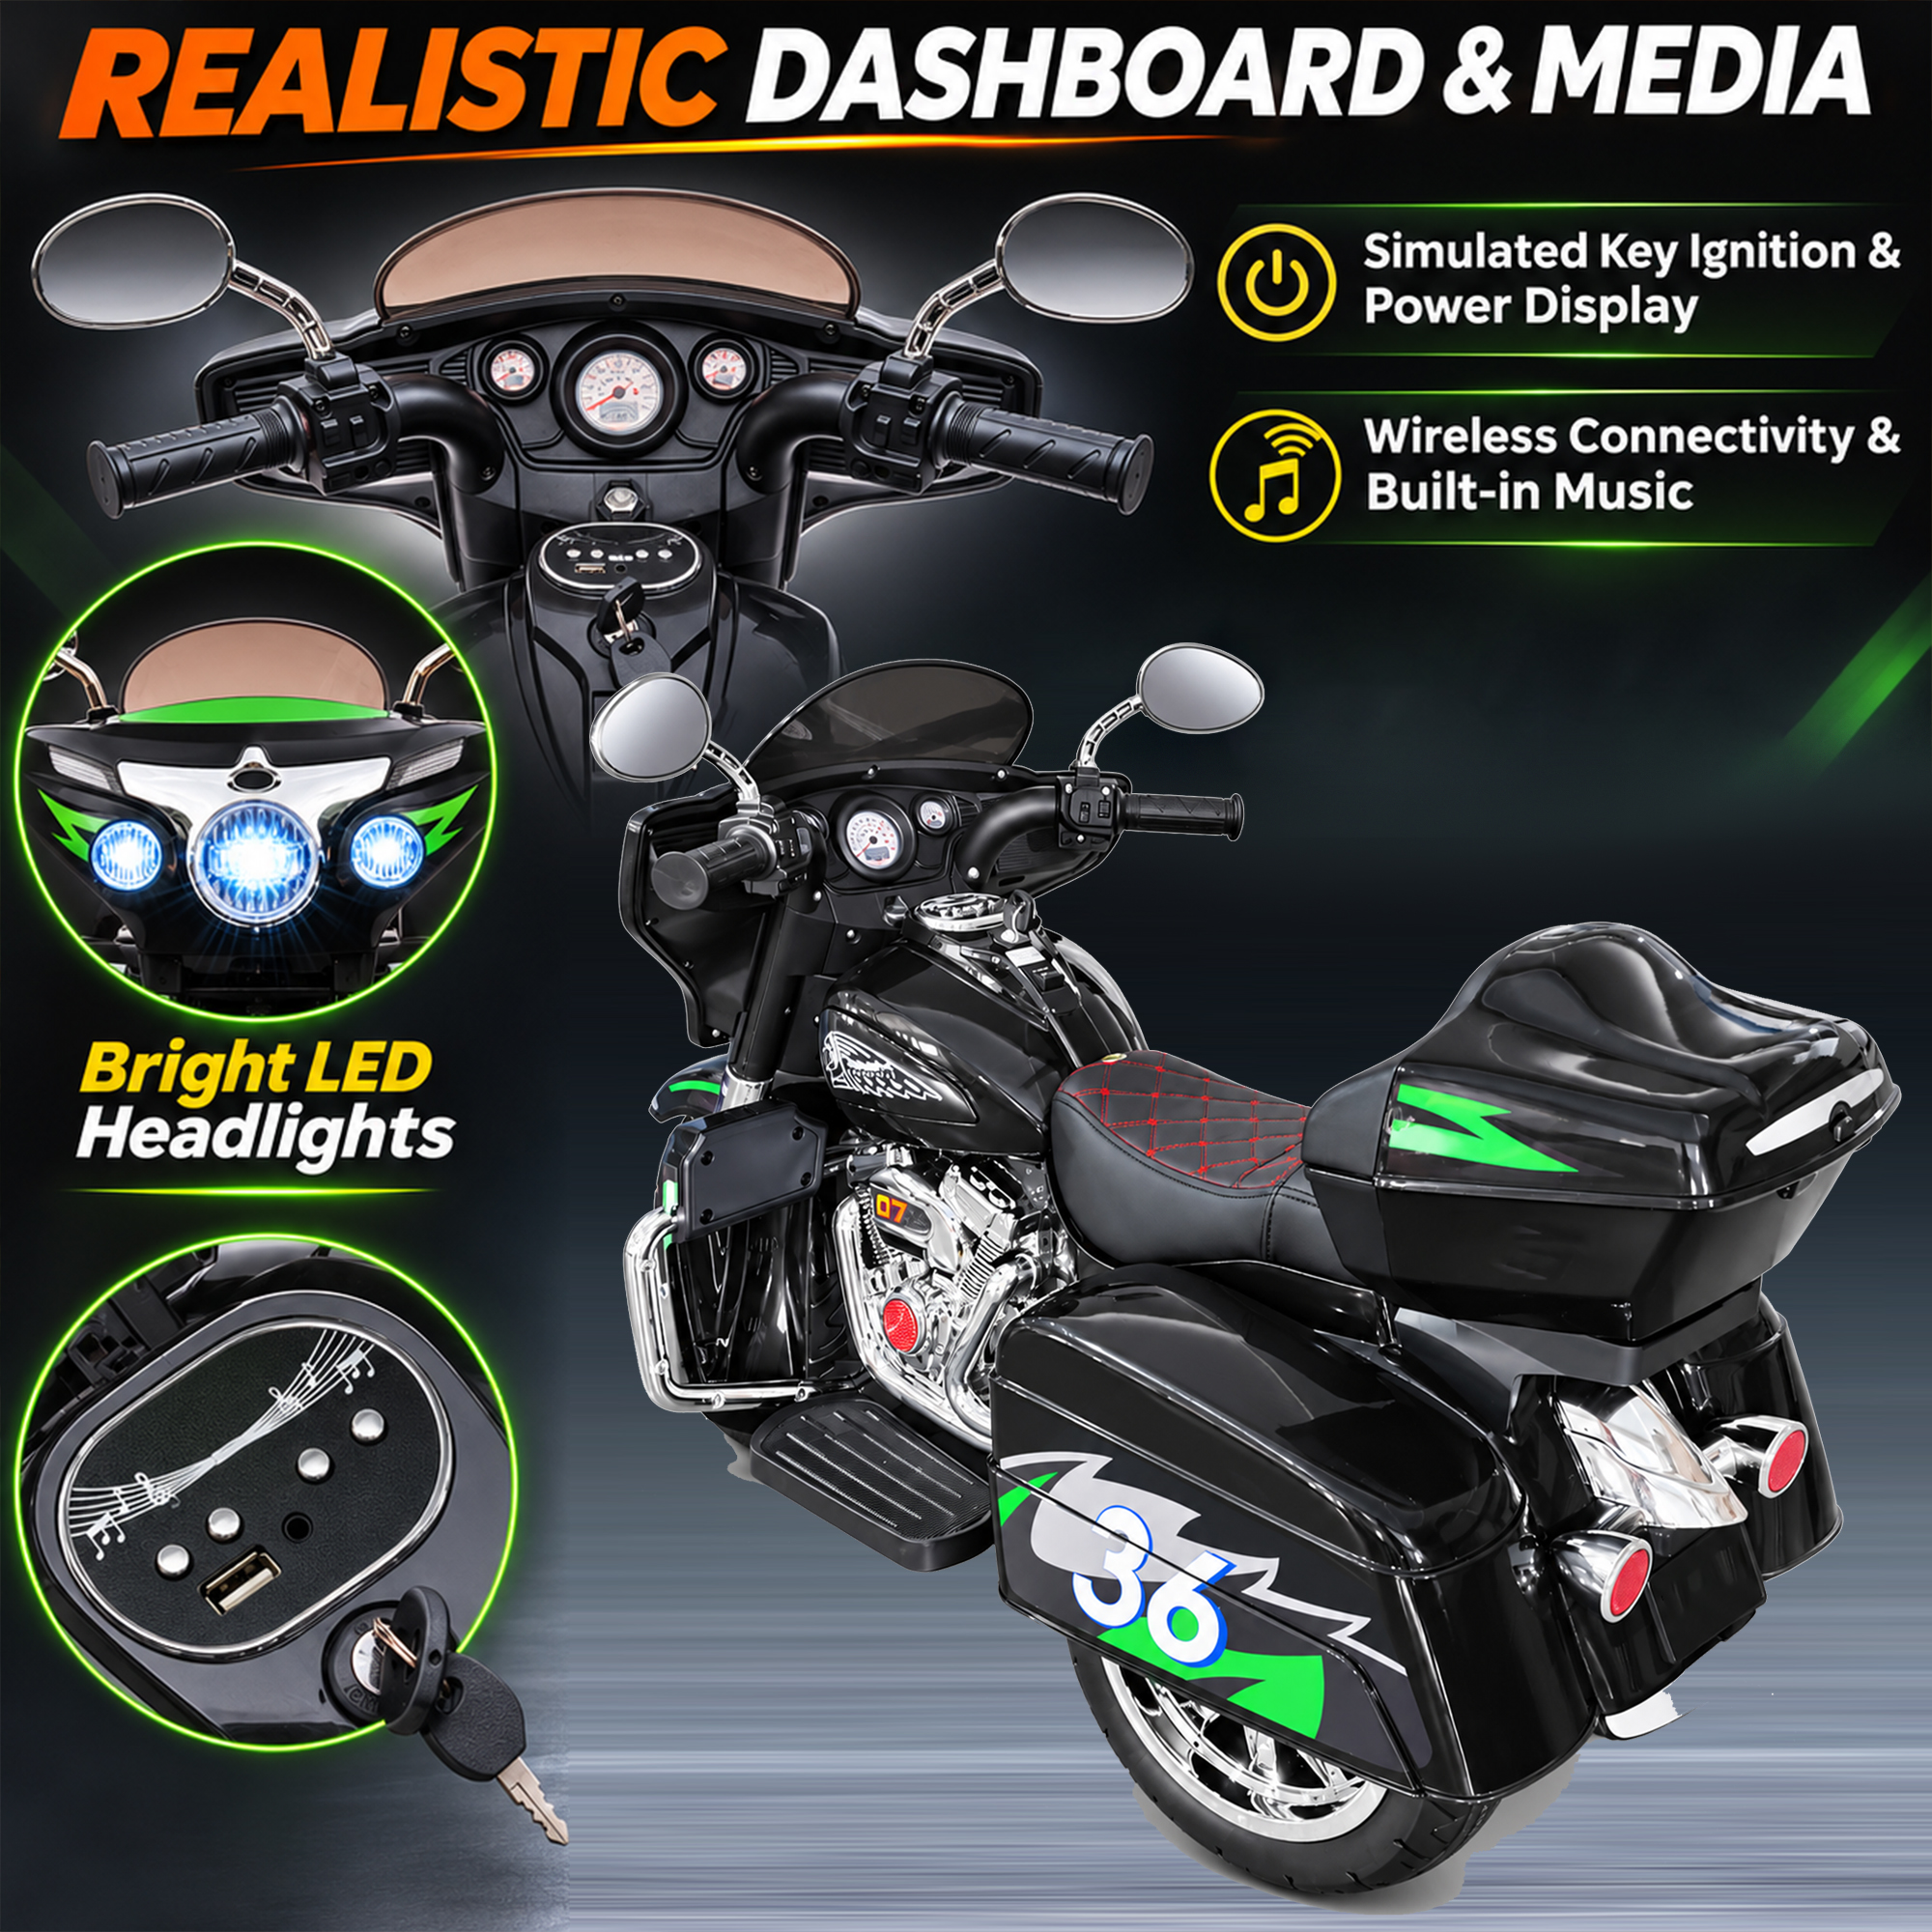 REALISTIC DASHBOARD & MEDIA
Simulated Key Ignition &
Power Display
Wireless Connectivity &
Built-in Music
Bright LED
Headlights
07
36